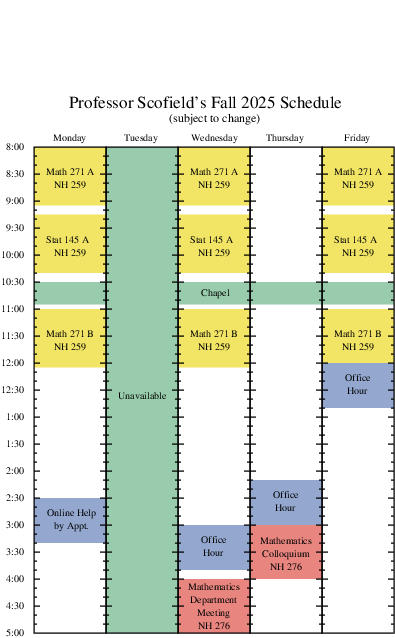 Professor Scofield's Fall 2025 Schedule
(subject to change)
Monday Tuesday Wednesday Thursday Friday
8:00
8:30
9:00
9:30
10:00
10:30
11:00
11:30
12:00
12:30
1:00
1:30
2:00
2:30
3:00
3:30
4:00
4:30
5:00
Math 271 A
NH 259
Stat 145 A
NH 259
Math 271 B
NH 259
Online Help
by Appt.
Unavailable
Math 271 A
NH 259
Stat 145 A
NH 259
Chapel
Math 271 B
NH 259
Office
Hour
Mathematics
Department
Meeting
NH 276
Office
Hour
Mathematics
Colloquium
NH 276
Math 271 A
NH 259
Stat 145 A
NH 259
Math 271 B
NH 259
Office
Hour